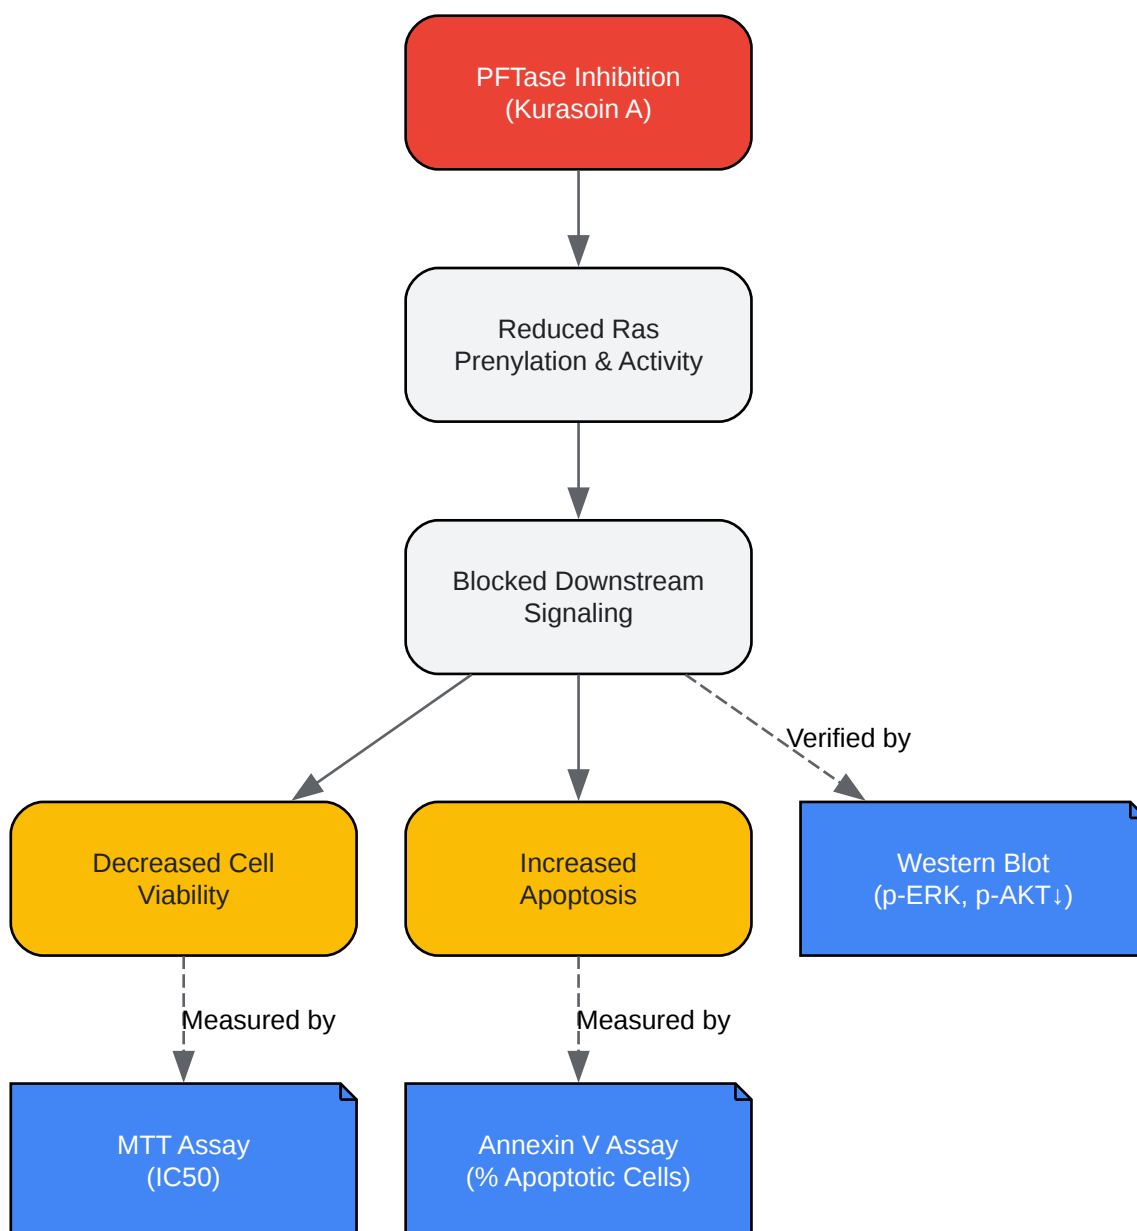 PFTase Inhibition
(Kurasoin A)
Reduced Ras
Prenylation & Activity
Blocked Downstream
Signaling
Verified by
Decreased Cell
Viability
Increased
Apoptosis
Western Blot
(p-ERK, p-AKT↓)
Measured by
Measured by
MTT Assay
(IC50)
Annexin V Assay
(% Apoptotic Cells)